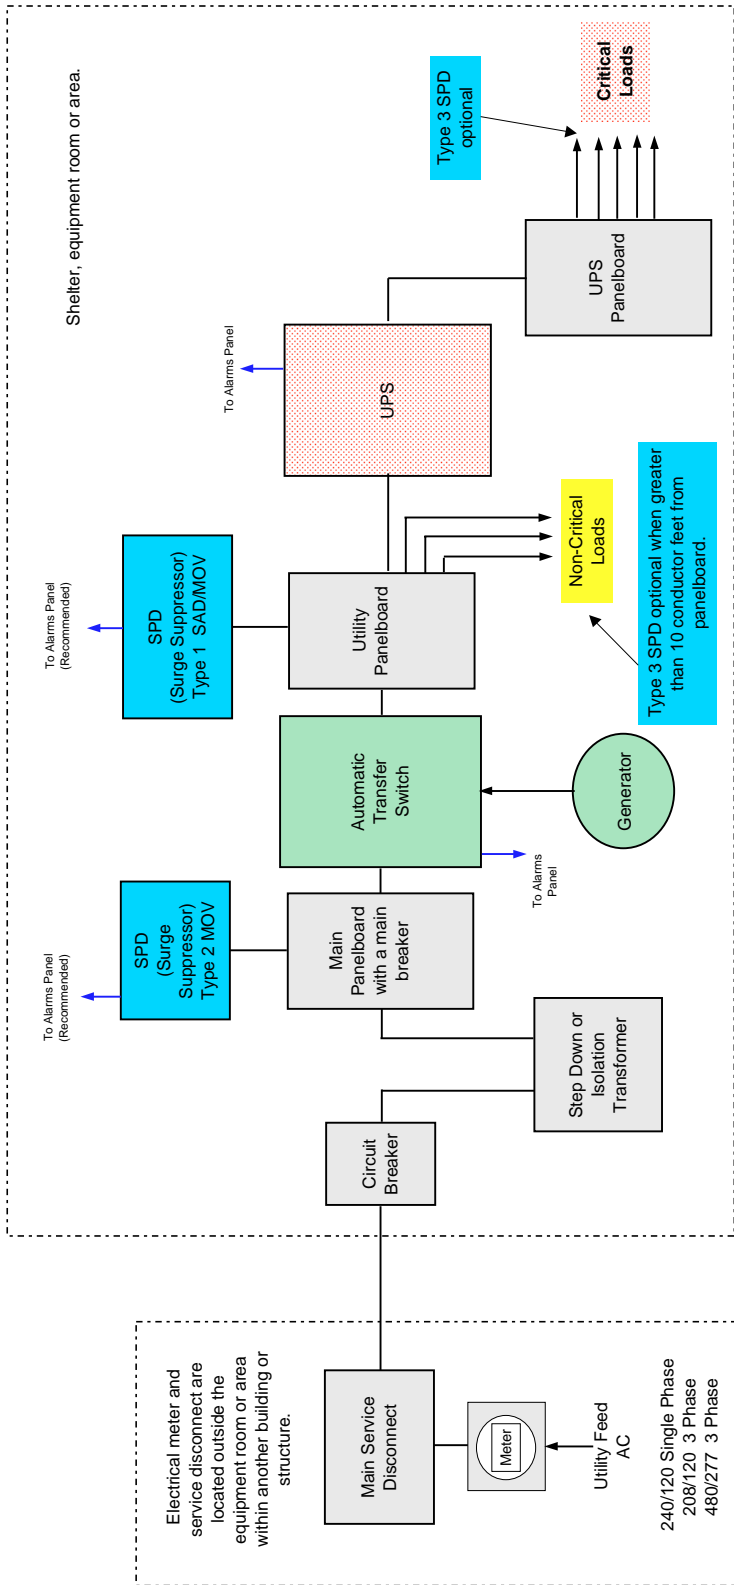 Shelter, equipment room or area.
Electrical meter and
service disconnect are
located outside the
equipment room or area
within another building or
structure.
Main Service
Disconnect
Meter
Utility Feed
AC
240/120 Single Phase
208/120  3 Phase
480/277  3 Phase
Circuit
Breaker
Step Down or
Isolation
Transformer
To Alarms Panel
(Recommended)
SPD
(Surge
Suppressor)
Type 2 MOV
Main
Panelboard
with a main
breaker
Automatic
Transfer
Switch
To Alarms
Panel
Generator
To Alarms Panel
(Recommended)
SPD
(Surge Suppressor)
Type 1  SAD/MOV
Utility
Panelboard
Non-Critical
Loads
Type 3 SPD optional when greater
than 10 conductor feet from
panelboard.
To Alarms Panel
UPS
UPS
Panelboard
Type 3 SPD
optional
Critical
Loads